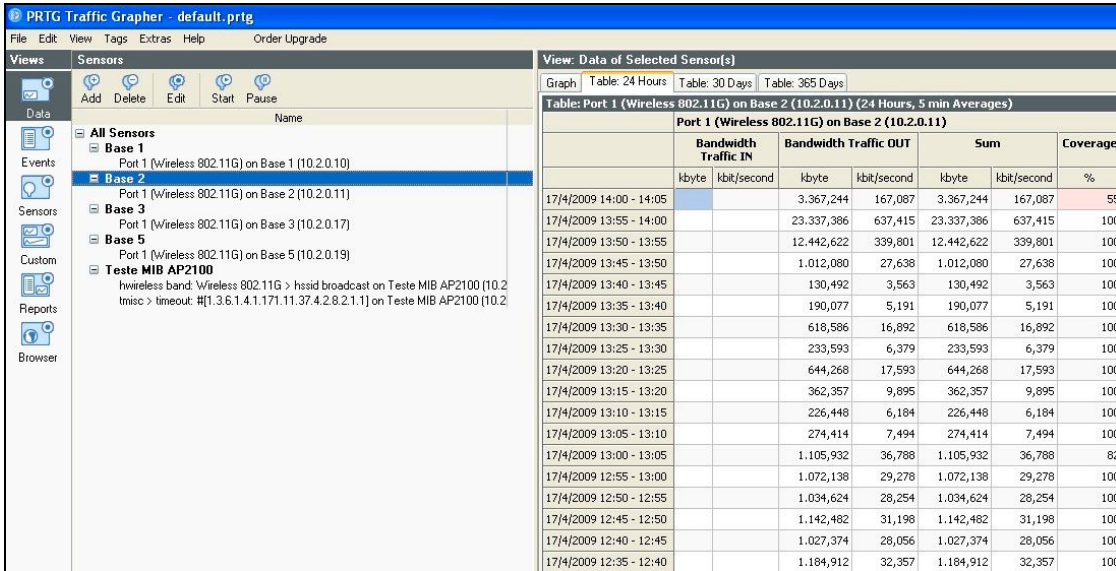 PRTG Traffic Grapher - default.prtg
File Edit View Tags Extras Help Order Upgrade
Views
Data
Events
Sensors
Custom
Reports
Browser
Sensors
Add Delete Edit Start Pause
Name
All Sensors
Base 1
Port 1 (Wireless 802.11G) on Base 1 (10.2.0.10)
Base 2
Port 1 (Wireless 802.11G) on Base 2 (10.2.0.11)
Base 3
Port 1 (Wireless 802.11G) on Base 3 (10.2.0.17)
Base 5
Port 1 (Wireless 802.11G) on Base 5 (10.2.0.19)
Teste MIB AP2100
hwireless band: Wireless 802.11G > hssid broadcast on Teste MIB AP2100 (10.2
tmisc > timeout: #[1.3.6.1.4.1.171.11.37.4.2.8.2.1.1] on Teste MIB AP2100 (10.2
View: Data of Selected Sensor(s)
Graph Table: 24 Hours Table: 30 Days Table: 365 Days
Table: Port 1 (Wireless 802.11G) on Base 2 (10.2.0.11) (24 Hours, 5 min Averages)
Port 1 (Wireless 802.11G) on Base 2 (10.2.0.11)
Bandwidth Traffic IN Bandwidth Traffic OUT Sum Coverage
kbyte kbit/second kbyte kbit/second kbyte kbit/second %
17/4/2009 14:00 - 14:05 3.367,244 167,087 3.367,244 167,087 55
17/4/2009 13:55 - 14:00 23.337,386 637,415 23.337,386 637,415 100
17/4/2009 13:50 - 13:55 12.442,622 339,801 12.442,622 339,801 100
17/4/2009 13:45 - 13:50 1.012,080 27,638 1.012,080 27,638 100
17/4/2009 13:40 - 13:45 130,492 3,563 130,492 3,563 100
17/4/2009 13:35 - 13:40 190,077 5,191 190,077 5,191 100
17/4/2009 13:30 - 13:35 618,586 16,892 618,586 16,892 100
17/4/2009 13:25 - 13:30 233,593 6,379 233,593 6,379 100
17/4/2009 13:20 - 13:25 644,268 17,593 644,268 17,593 100
17/4/2009 13:15 - 13:20 362,357 9,895 362,357 9,895 100
17/4/2009 13:10 - 13:15 226,448 6,184 226,448 6,184 100
17/4/2009 13:05 - 13:10 274,414 7,494 274,414 7,494 100
17/4/2009 13:00 - 13:05 1.105,932 36,788 1.105,932 36,788 82
17/4/2009 12:55 - 13:00 1.072,138 29,278 1.072,138 29,278 100
17/4/2009 12:50 - 12:55 1.034,624 28,254 1.034,624 28,254 100
17/4/2009 12:45 - 12:50 1.142,482 31,198 1.142,482 31,198 100
17/4/2009 12:40 - 12:45 1.027,374 28,056 1.027,374 28,056 100
17/4/2009 12:35 - 12:40 1.184,912 32,357 1.184,912 32,357 100